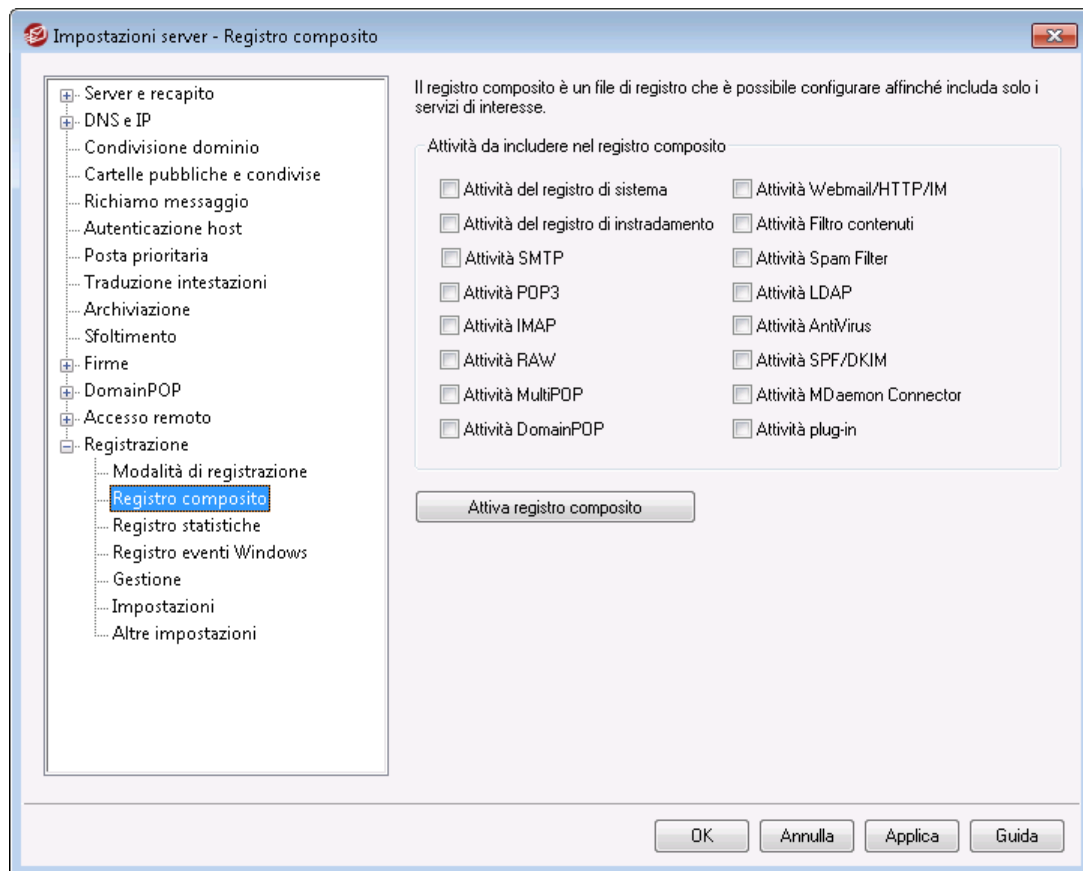 Impostazioni server - Registro composito
Server e recapito
DNS e IP
Condivisione dominio
Cartelle pubbliche e condivise
Richiamo messaggio
Autenticazione host
Posta prioritaria
Traduzione intestazioni
Archiviazione
Sfoltimento
Firme
DomainPOP
Accesso remoto
Registrazione
Modalità di registrazione
Registro composito
Registro statistiche
Registro eventi Windows
Gestione
Impostazioni
Altre impostazioni
Il registro composito è un file di registro che è possibile configurare affinché includa solo i
servizi di interesse.
Attività da includere nel registro composito
Attività del registro di sistema
Attività del registro di instradamento
Attività SMTP
Attività POP3
Attività IMAP
Attività RAW
Attività MultiPOP
Attività DomainPOP
Attività Webmail/HTTP/IM
Attività Filtro contenuti
Attività Spam Filter
Attività LDAP
Attività AntiVirus
Attività SPF/DKIM
Attività MDaemon Connector
Attività plug-in
Attiva registro composito
OK
Annulla
Applica
Guida